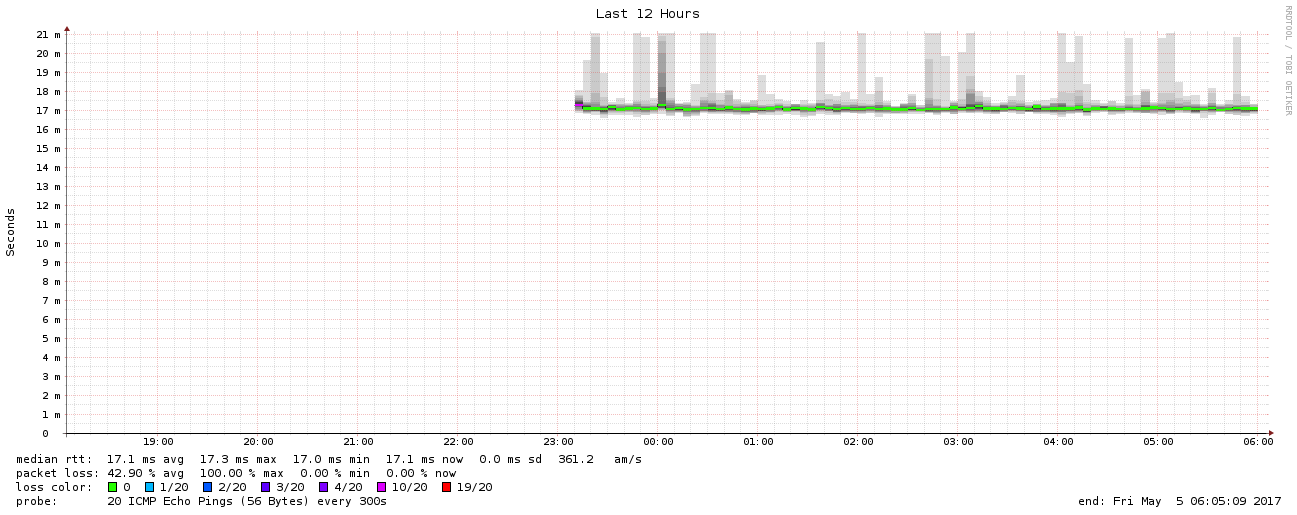 Last 12 Hours
RRDTOOL / TOBI OETIKER
Seconds
21 m
20 m
19 m
18 m
17 m
16 m
15 m
14 m
13 m
12 m
11 m
10 m
9 m
8 m
7 m
6 m
5 m
4 m
3 m
2 m
1 m
0
19:00 20:00 21:00 22:00 23:00 00:00 01:00 02:00 03:00 04:00 05:00 06:00
median rtt: 17.1 ms avg 17.3 ms max 17.0 ms min 17.1 ms now 0.0 ms sd 361.2 am/s
packet loss: 42.90 % avg 100.00 % max 0.00 % min 0.00 % now
loss color: 0 1/20 2/20 3/20 4/20 10/20 19/20
probe: 20 ICMP Echo Pings (56 Bytes) every 300s end: Fri May 5 06:05:09 2017